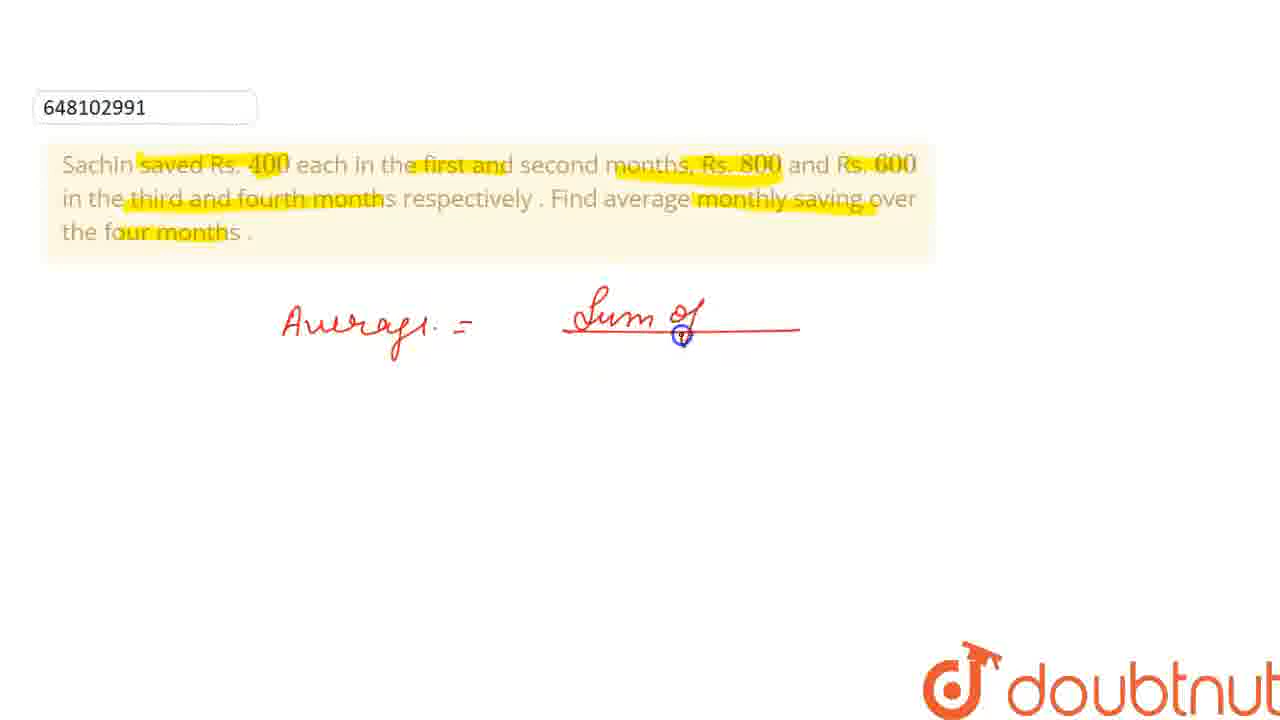 648102991
Sachin saved Rs. 400 each in the first and second months, Rs. 800 and Rs. 600
in the third and fourth months respectively . Find average monthly saving over
the four months .
Average =
Sum of
doubtnut